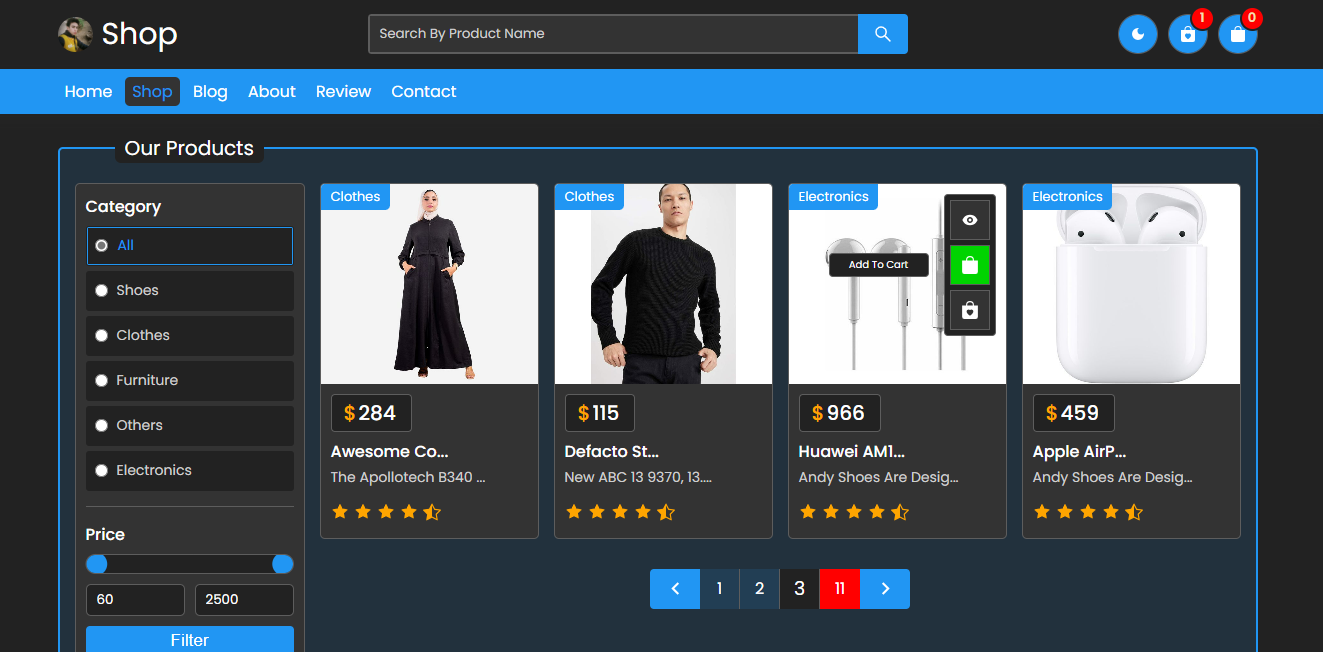 Shop
Search By Product Name
1
0
Home
Shop
Blog
About
Review
Contact
Our Products
Category
All
Shoes
Clothes
Furniture
Others
Electronics
Price
60
2500
Filter
Clothes
$284
Awesome Co...
The Apollotech B340 ...
Clothes
$115
Defacto St...
New ABC 13 9370, 13....
Electronics
Add To Cart
$966
Huawei AM1...
Andy Shoes Are Desig...
Electronics
$459
Apple AirP...
Andy Shoes Are Desig...
1
2
3
11